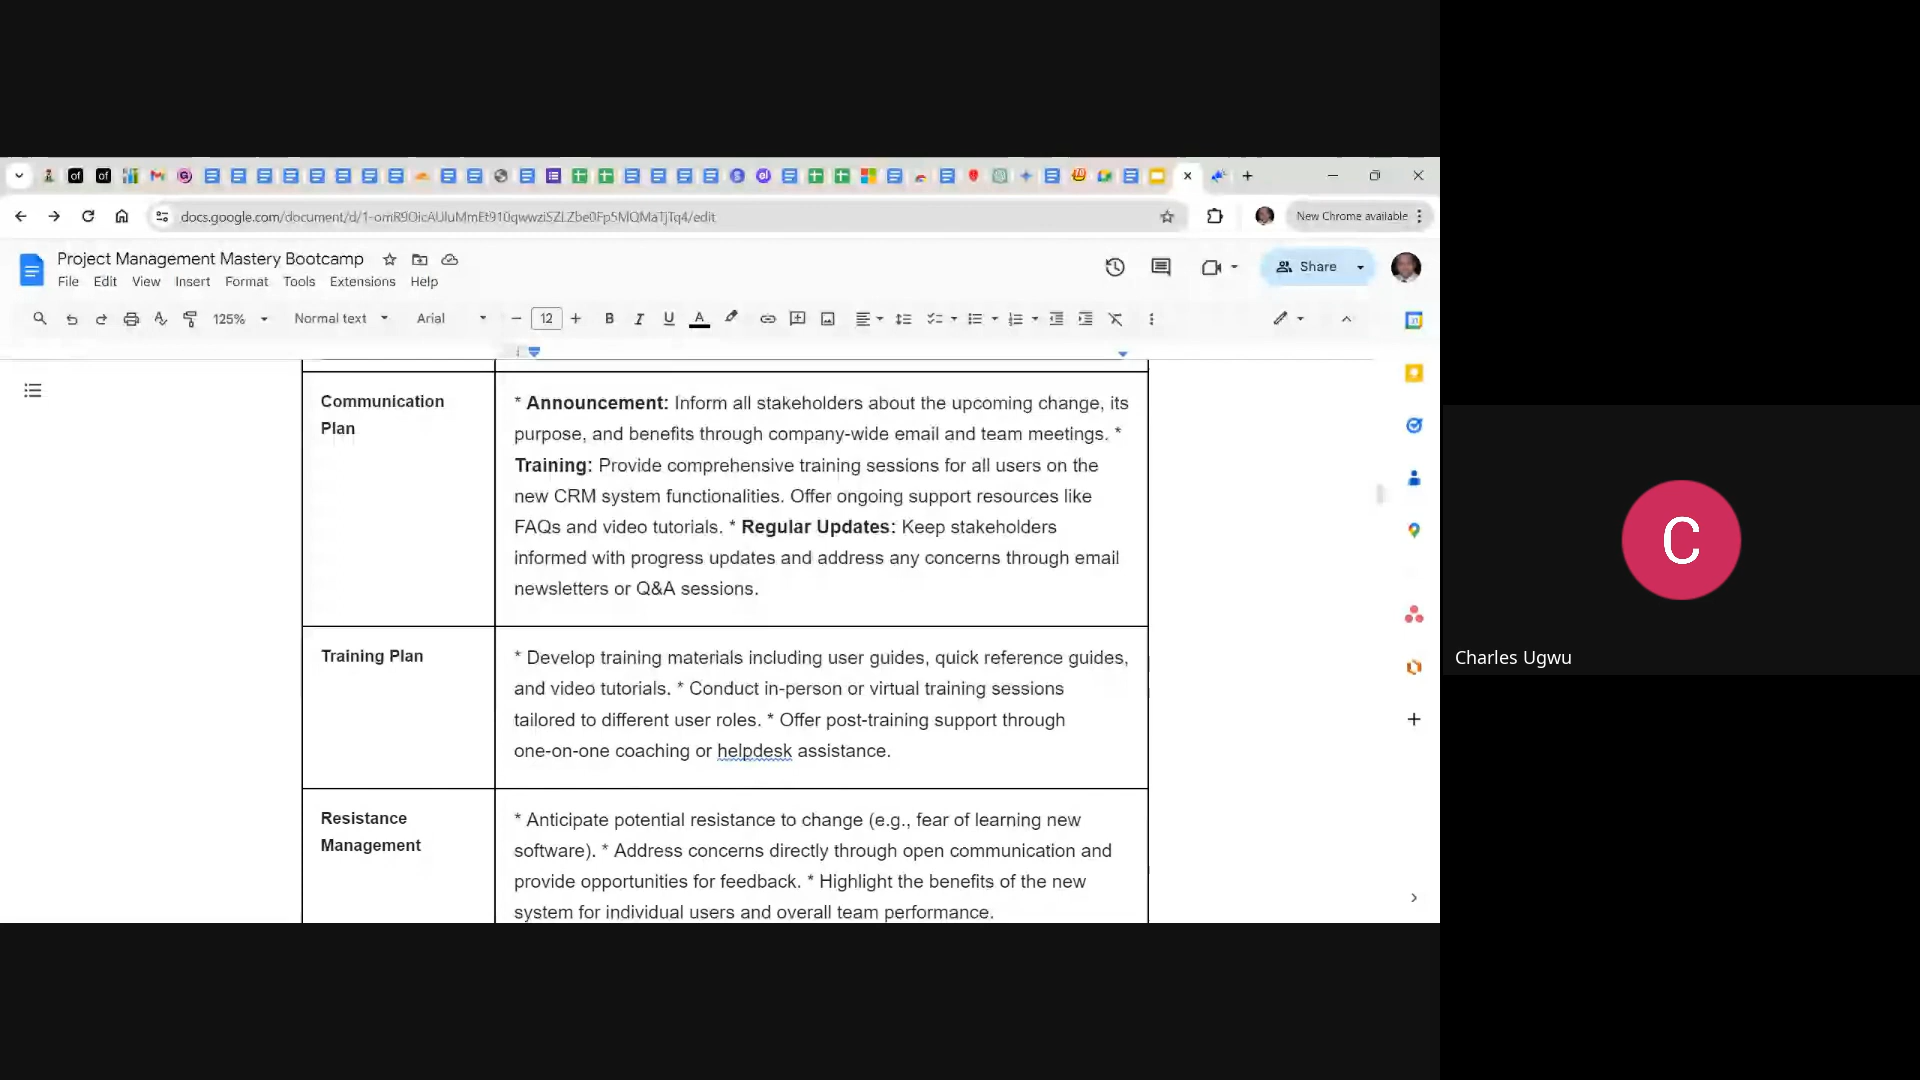 docs.google.com/document/d/1-omR9OicAUluMmEt910qwwziSZLZbe0Fp5MQMaTjTq4/edit
New Chrome available
Project Management Mastery Bootcamp
File Edit View Insert Format Tools Extensions Help
Share
125% Normal text Arial 12
Communication
Plan
* Announcement: Inform all stakeholders about the upcoming change, its
purpose, and benefits through company-wide email and team meetings. *
Training: Provide comprehensive training sessions for all users on the
new CRM system functionalities. Offer ongoing support resources like
FAQs and video tutorials. * Regular Updates: Keep stakeholders
informed with progress updates and address any concerns through email
newsletters or Q&A sessions.
Training Plan
* Develop training materials including user guides, quick reference guides,
and video tutorials. * Conduct in-person or virtual training sessions
tailored to different user roles. * Offer post-training support through
one-on-one coaching or helpdesk assistance.
Resistance
Management
* Anticipate potential resistance to change (e.g., fear of learning new
software). * Address concerns directly through open communication and
provide opportunities for feedback. * Highlight the benefits of the new
system for individual users and overall team performance.
C
Charles Ugwu